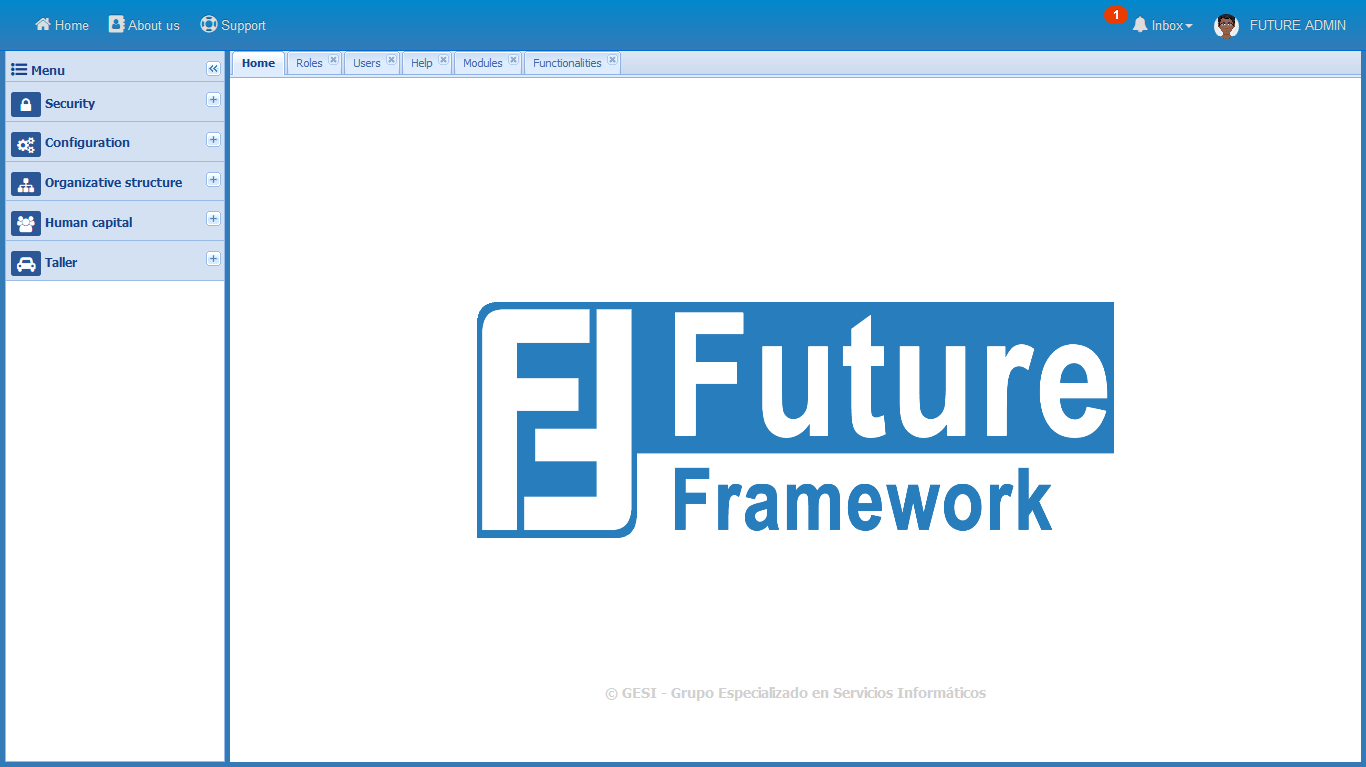 Home About us Support 1 Inbox FUTURE ADMIN
Menu
Home Roles Users Help Modules Functionalities
Security
Configuration
Organizative structure
Human capital
Taller
Future
Framework
© GESI - Grupo Especializado en Servicios Informáticos